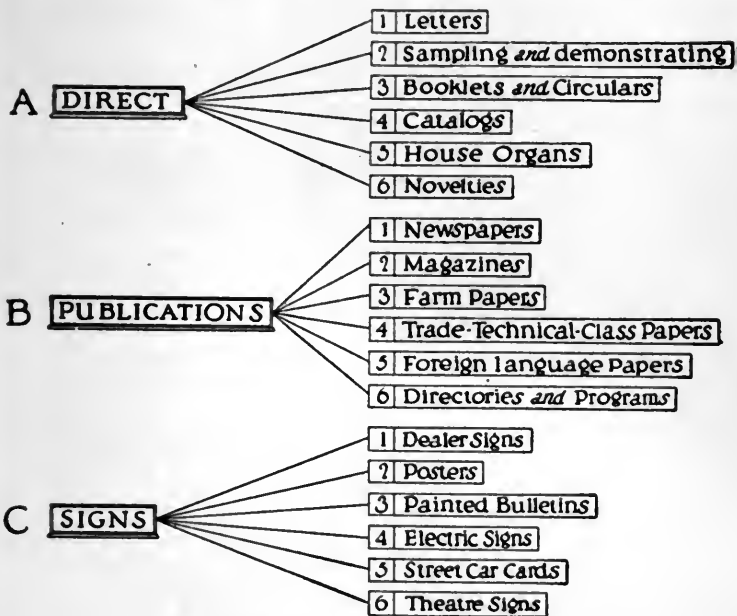 A DIRECT
1 Letters
2 Sampling and demonstrating
3 Booklets and Circulars
4 Catalogs
5 House Organs
6 Novelties
B PUBLICATIONS
1 Newspapers
2 Magazines
3 Farm Papers
4 Trade-Technical-Class Papers
5 Foreign language Papers
6 Directories and Programs
C SIGNS
1 Dealer Signs
2 Posters
3 Painted Bulletins
4 Electric Signs
5 Street Car Cards
6 Theatre Signs